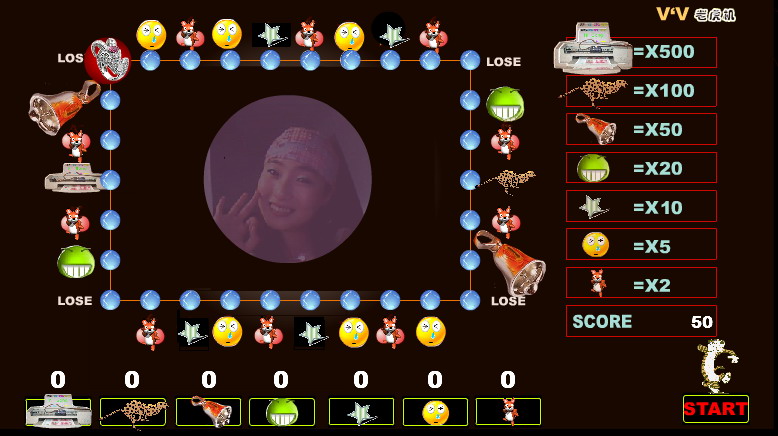 V'V 老虎机
LOS
LOSE
=X500
=X100
=X50
=X20
=X10
=X5
=X2
LOSE
LOSE
SCORE 50
0 0 0 0 0 0 0
START